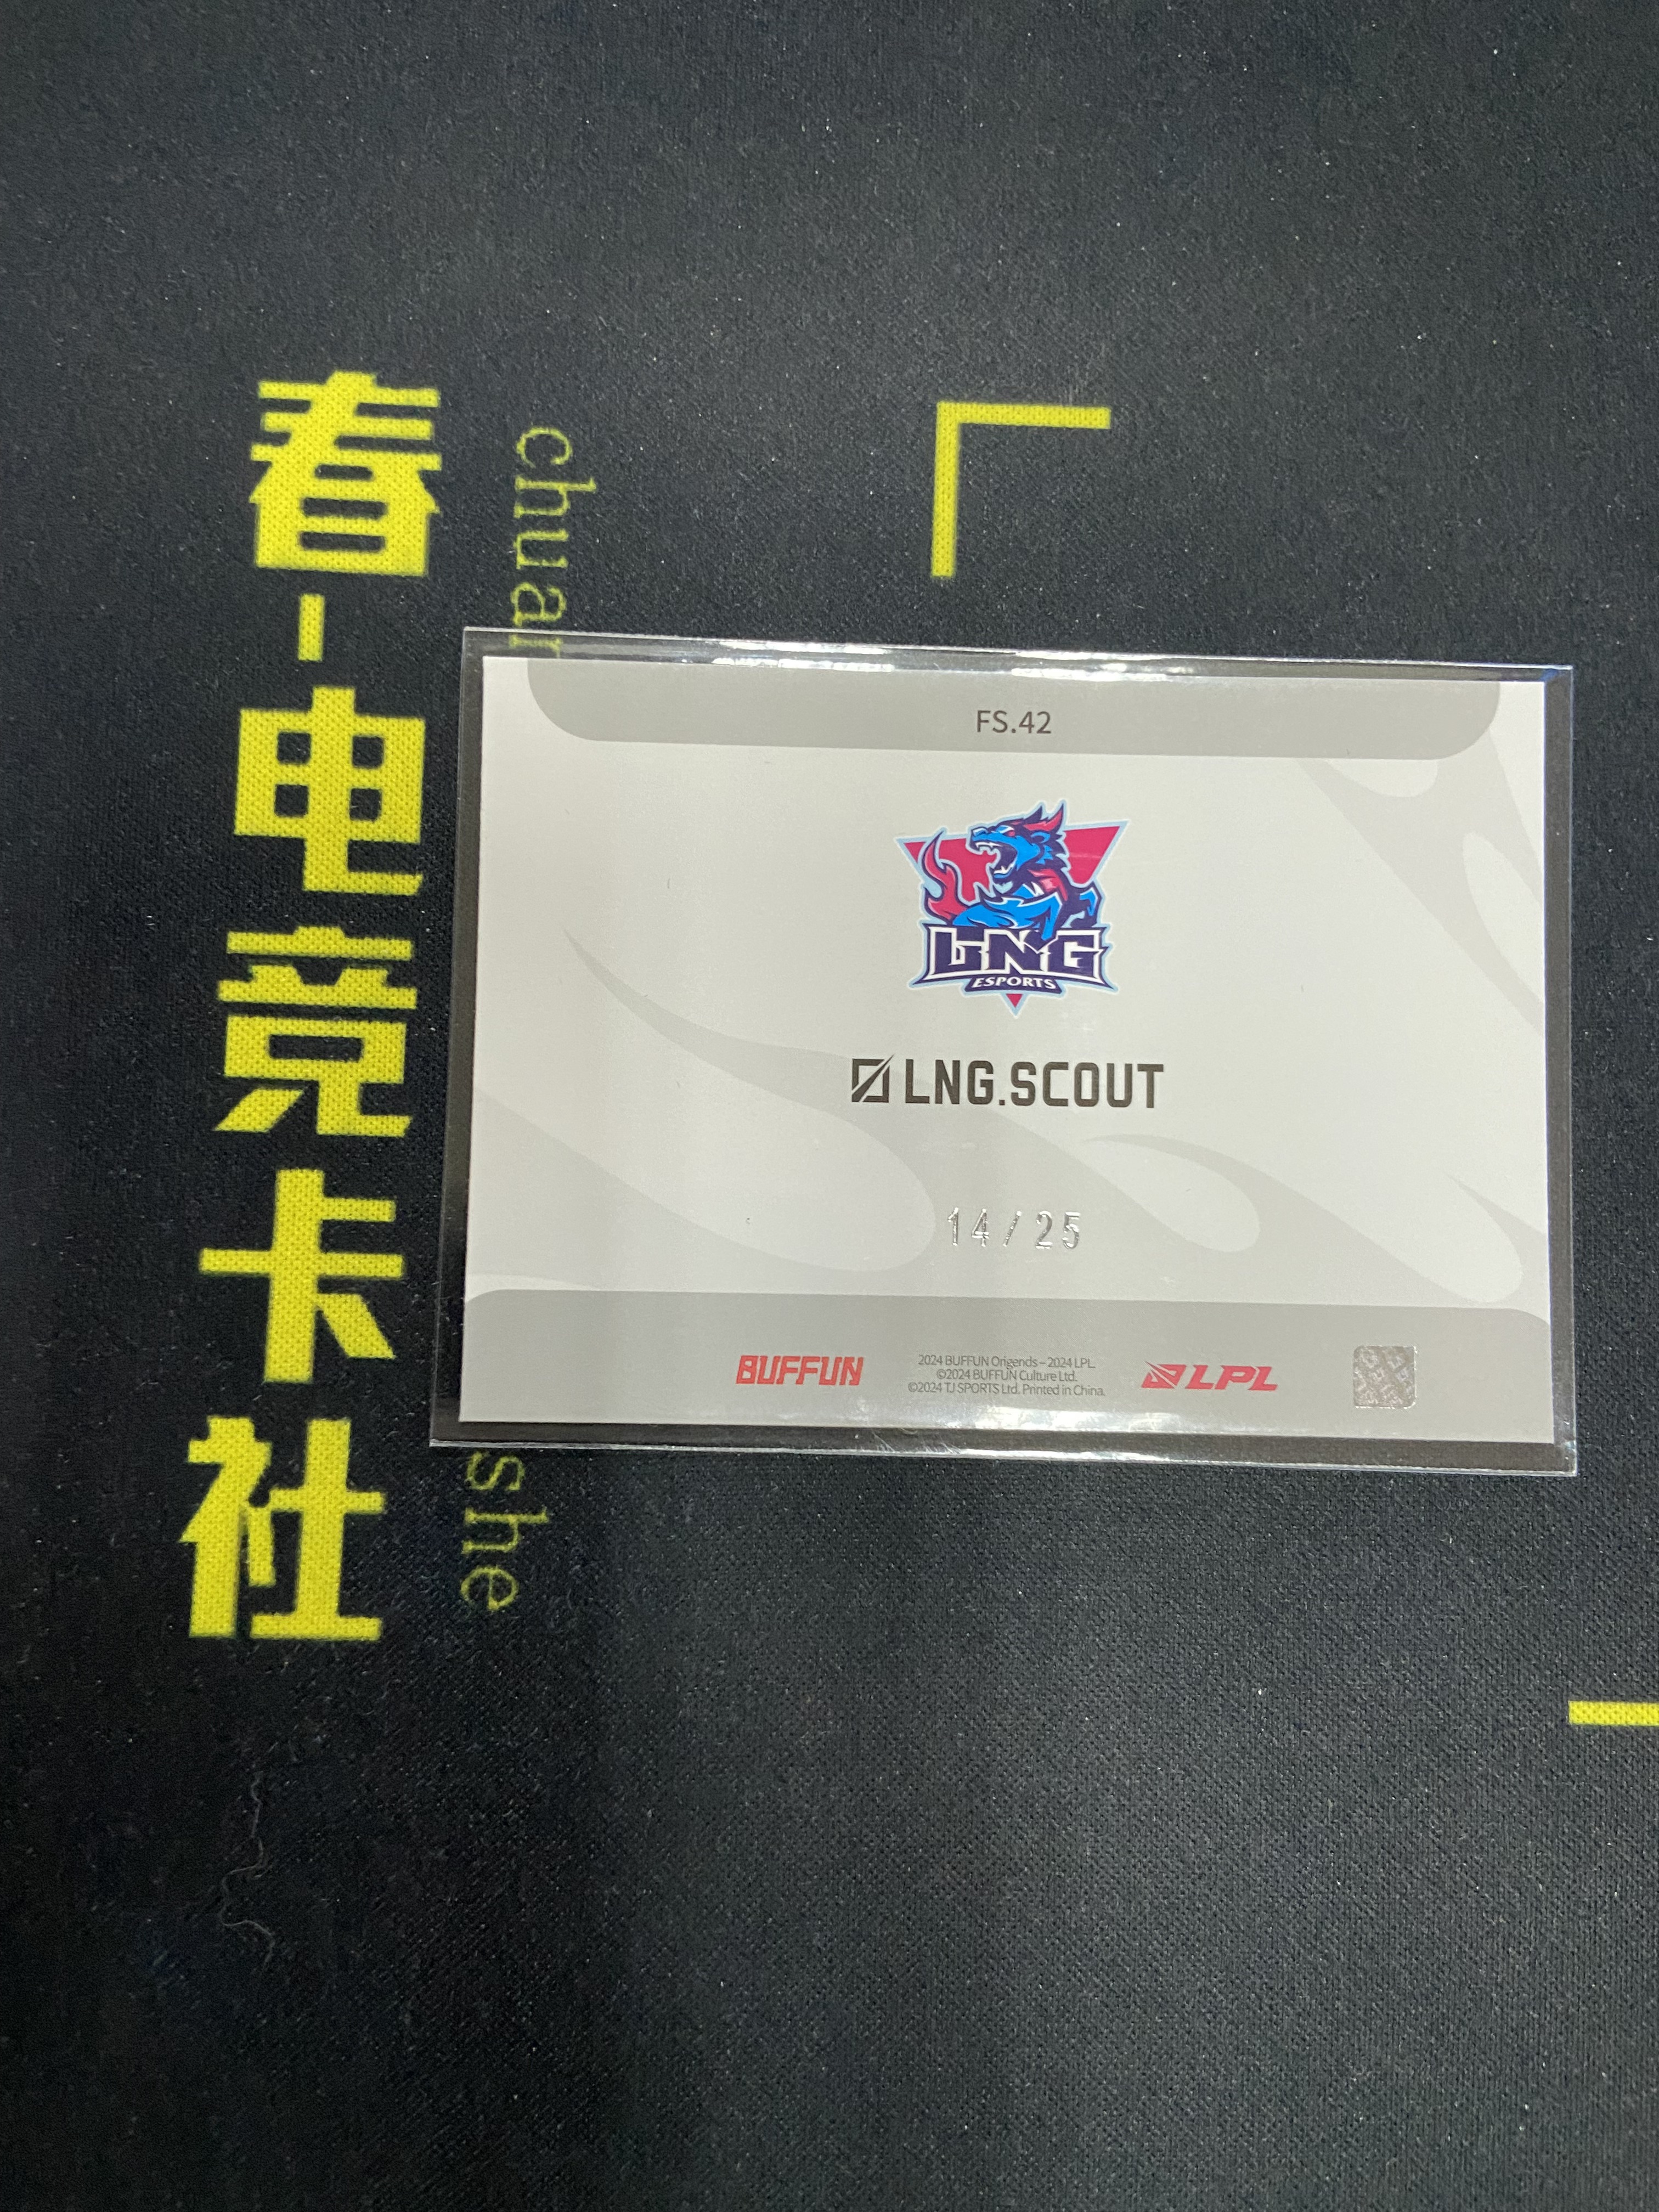 春-电竞卡社
chuan
she
FS.42
LNG
ESPORTS
LNG.SCOUT
14/25
BUFFUN
2024 BUFFUN Origends – 2024 LPL.
©2024 BUFFUN Culture Ltd.
©2024 TJ SPORTS Ltd. Printed in China.
LPL